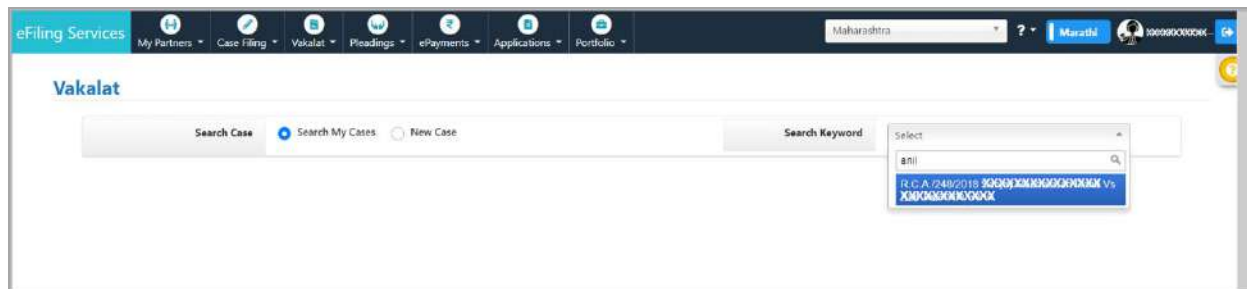 eFiling Services My Partners Case Filing Vakalat Pleadings ePayments Applications Portfolio Maharashtra ? Marathi
Vakalat
Search Case Search My Cases New Case Search Keyword Select
anil
R.C.A./248/2018 Vs